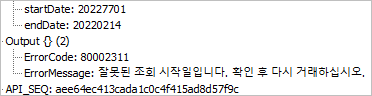 startDate: 20227701
endDate: 20220214
Output {} (2)
ErrorCode: 80002311
ErrorMessage: 잘못된 조회 시작일입니다. 확인 후 다시 거래하십시오.
API_SEQ: aee64ec413cada1c0c4f415ad8d57f9c